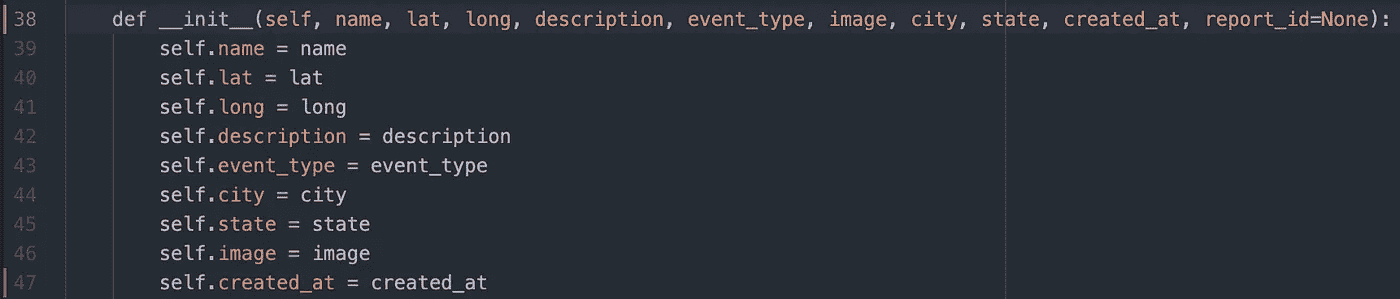 38 def __init__(self, name, lat, long, description, event_type, image, city, state, created_at, report_id=None):
39 self.name = name
40 self.lat = lat
41 self.long = long
42 self.description = description
43 self.event_type = event_type
44 self.city = city
45 self.state = state
46 self.image = image
47 self.created_at = created_at